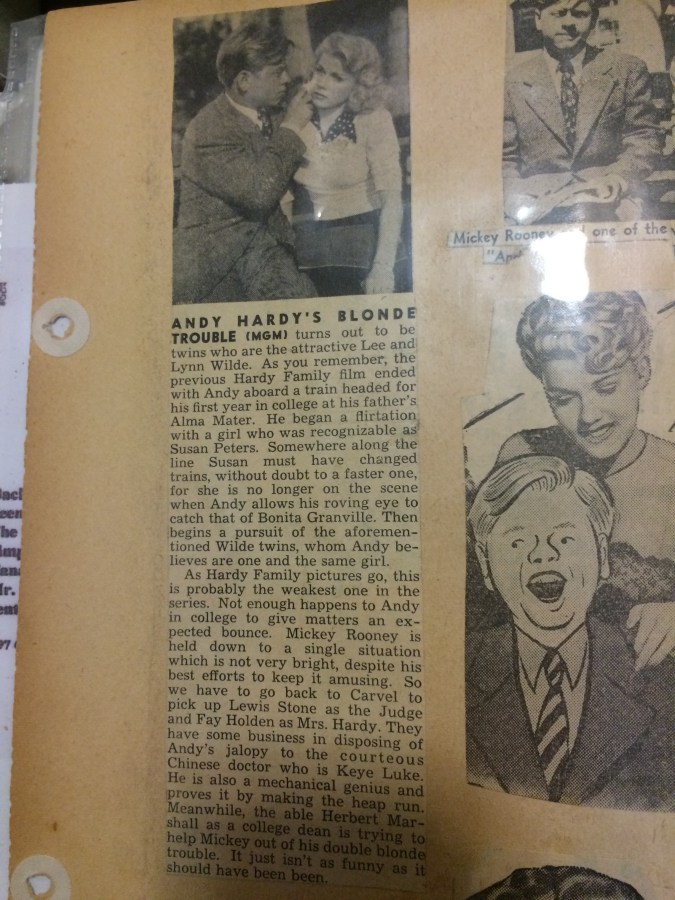 ANDY HARDY'S BLONDE
TROUBLE (MGM) turns out to be
twins who are the attractive Lee and
Lynn Wilde. As you remember, the
previous Hardy Family film ended
with Andy aboard a train headed for
his first year in college at his father's
Alma Mater. He began a flirtation
with a girl who was recognizable as
Susan Peters. Somewhere along the
line Susan must have changed
trains, without doubt to a faster one,
for she is no longer on the scene
when Andy allows his roving eye to
catch that of Bonita Granville. Then
begins a pursuit of the aforemen-
tioned Wilde twins, whom Andy be-
lieves are one and the same girl.
As Hardy Family pictures go, this
is probably the weakest one in the
series. Not enough happens to Andy
in college to give matters an ex-
pected bounce. Mickey Rooney is
held down to a single situation
which is not very bright, despite his
best efforts to keep it amusing. So
we have to go back to Carvel to
pick up Lewis Stone as the Judge
and Fay Holden as Mrs. Hardy. They
have some business in disposing of
Andy's jalopy to the courteous
Chinese doctor who is Keye Luke.
He is also a mechanical genius and
proves it by making the heap run.
Meanwhile, the able Herbert Mar-
shall as a college dean is trying to
help Mickey out of his double blonde
trouble. It just isn't as funny as it
should have been been.
Mickey Rooney one of the